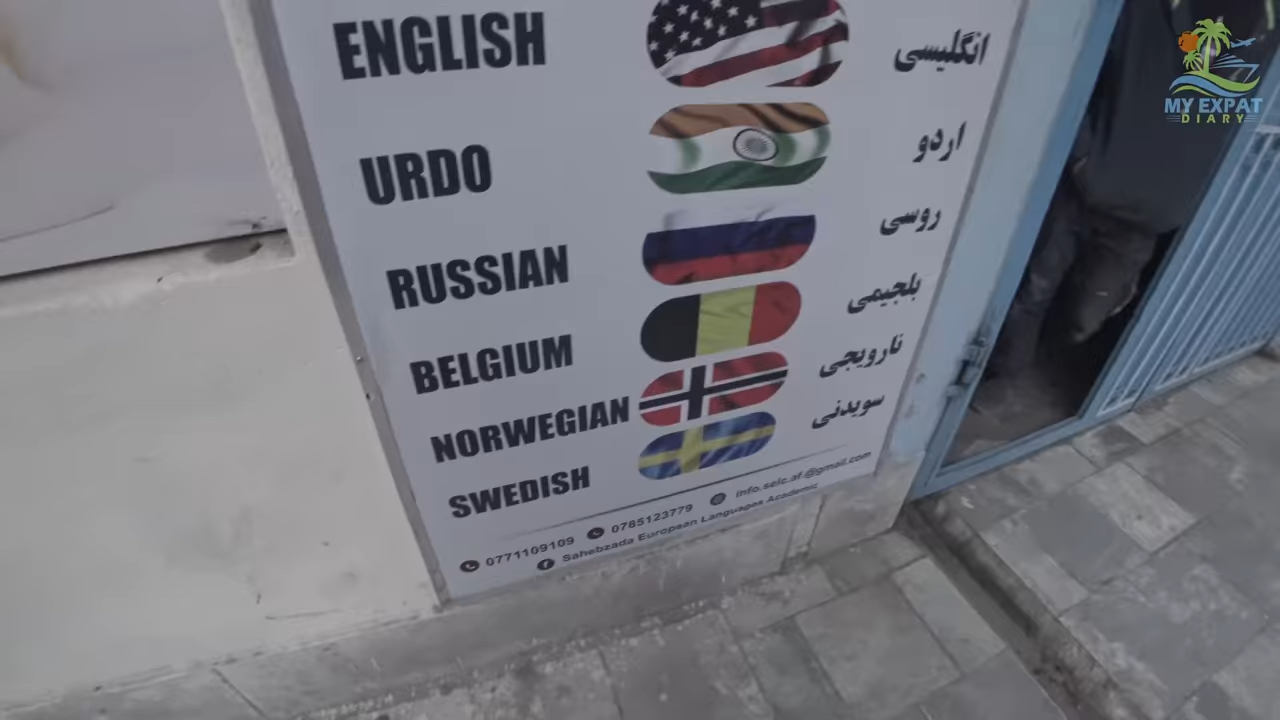 MY EXPAT
DIARY
ENGLISH انگلیسی
URDO اردو
RUSSIAN روسی
BELGIUM بلجیمی
NORWEGIAN نارویجی
SWEDISH سویدنی
0771109109 0785123779 info.selc.af@gmail.com
Sahebzada European Languages Academic